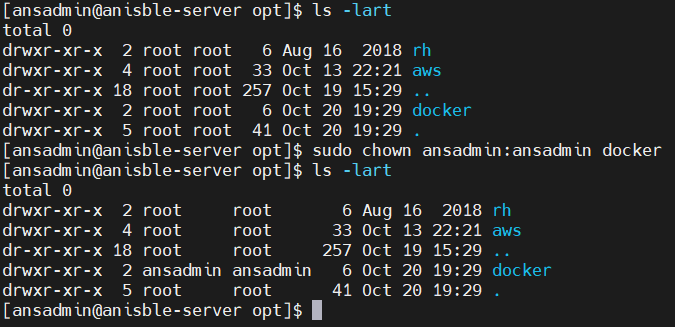 [ansadmin@anisble-server opt]$ ls -lart
total 0
drwxr-xr-x  2 root root   6 Aug 16  2018 rh
drwxr-xr-x  4 root root  33 Oct 13 22:21 aws
dr-xr-xr-x 18 root root 257 Oct 19 15:29 ..
drwxr-xr-x  2 root root   6 Oct 20 19:29 docker
drwxr-xr-x  5 root root  41 Oct 20 19:29 .
[ansadmin@anisble-server opt]$ sudo chown ansadmin:ansadmin docker
[ansadmin@anisble-server opt]$ ls -lart
total 0
drwxr-xr-x  2 root     root       6 Aug 16  2018 rh
drwxr-xr-x  4 root     root      33 Oct 13 22:21 aws
dr-xr-xr-x 18 root     root     257 Oct 19 15:29 ..
drwxr-xr-x  2 ansadmin ansadmin   6 Oct 20 19:29 docker
drwxr-xr-x  5 root     root      41 Oct 20 19:29 .
[ansadmin@anisble-server opt]$